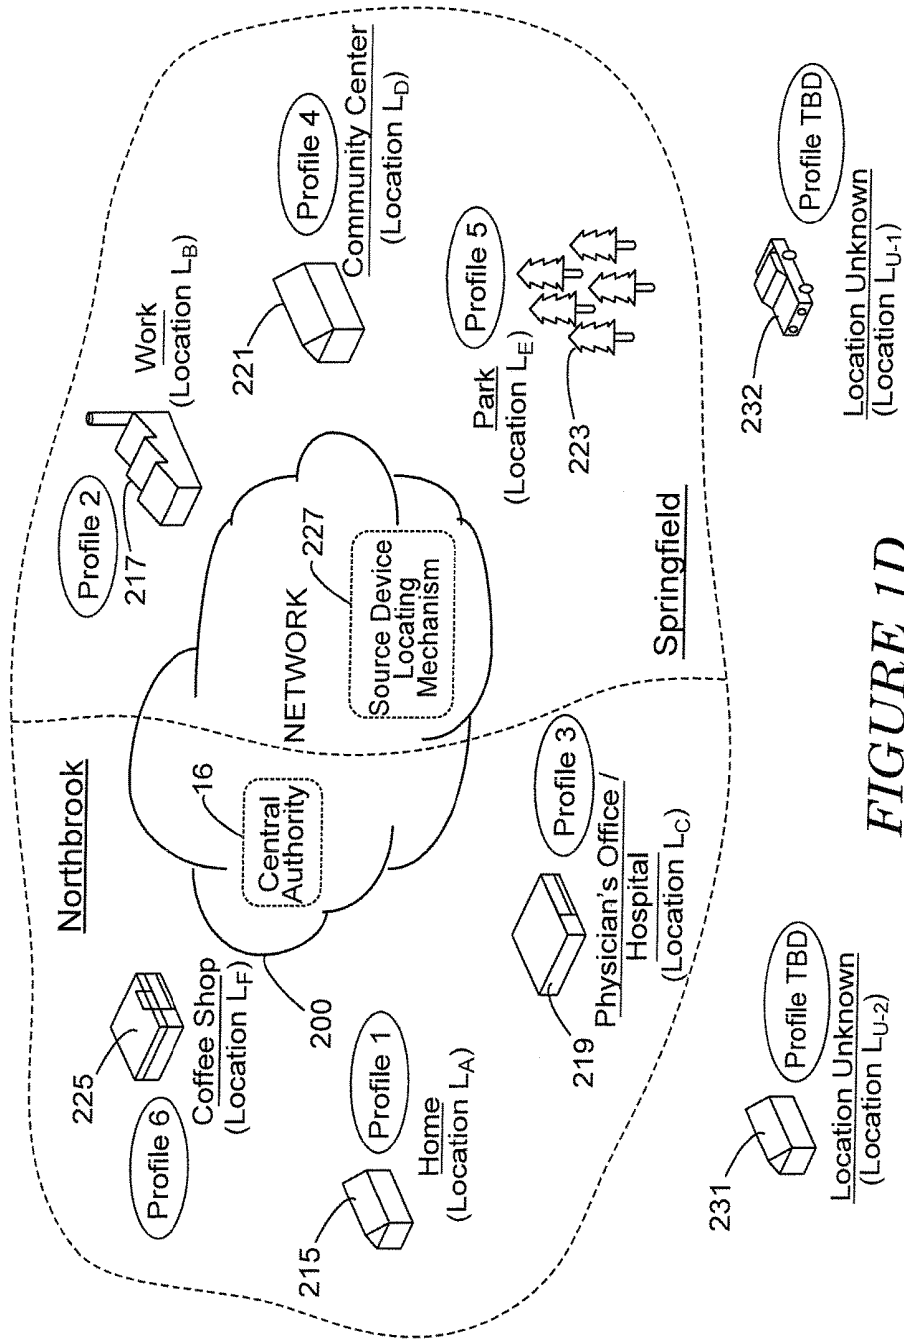 Northbrook
225
Coffee Shop
(Location LF)
Profile 6
200
215
Home
(Location LA)
Profile 1
16
Central
Authority
NETWORK
227
Source Device
Locating
Mechanism
Profile 2
217
Work
(Location LB)
221
Profile 4
Community Center
(Location LD)
Profile 5
Park
(Location LE)
223
219
Profile 3
Physician's Office /
Hospital
(Location LC)
Springfield
231
Profile TBD
Location Unknown
(Location LU-2)
232
Profile TBD
Location Unknown
(Location LU-1)
FIGURE 1D